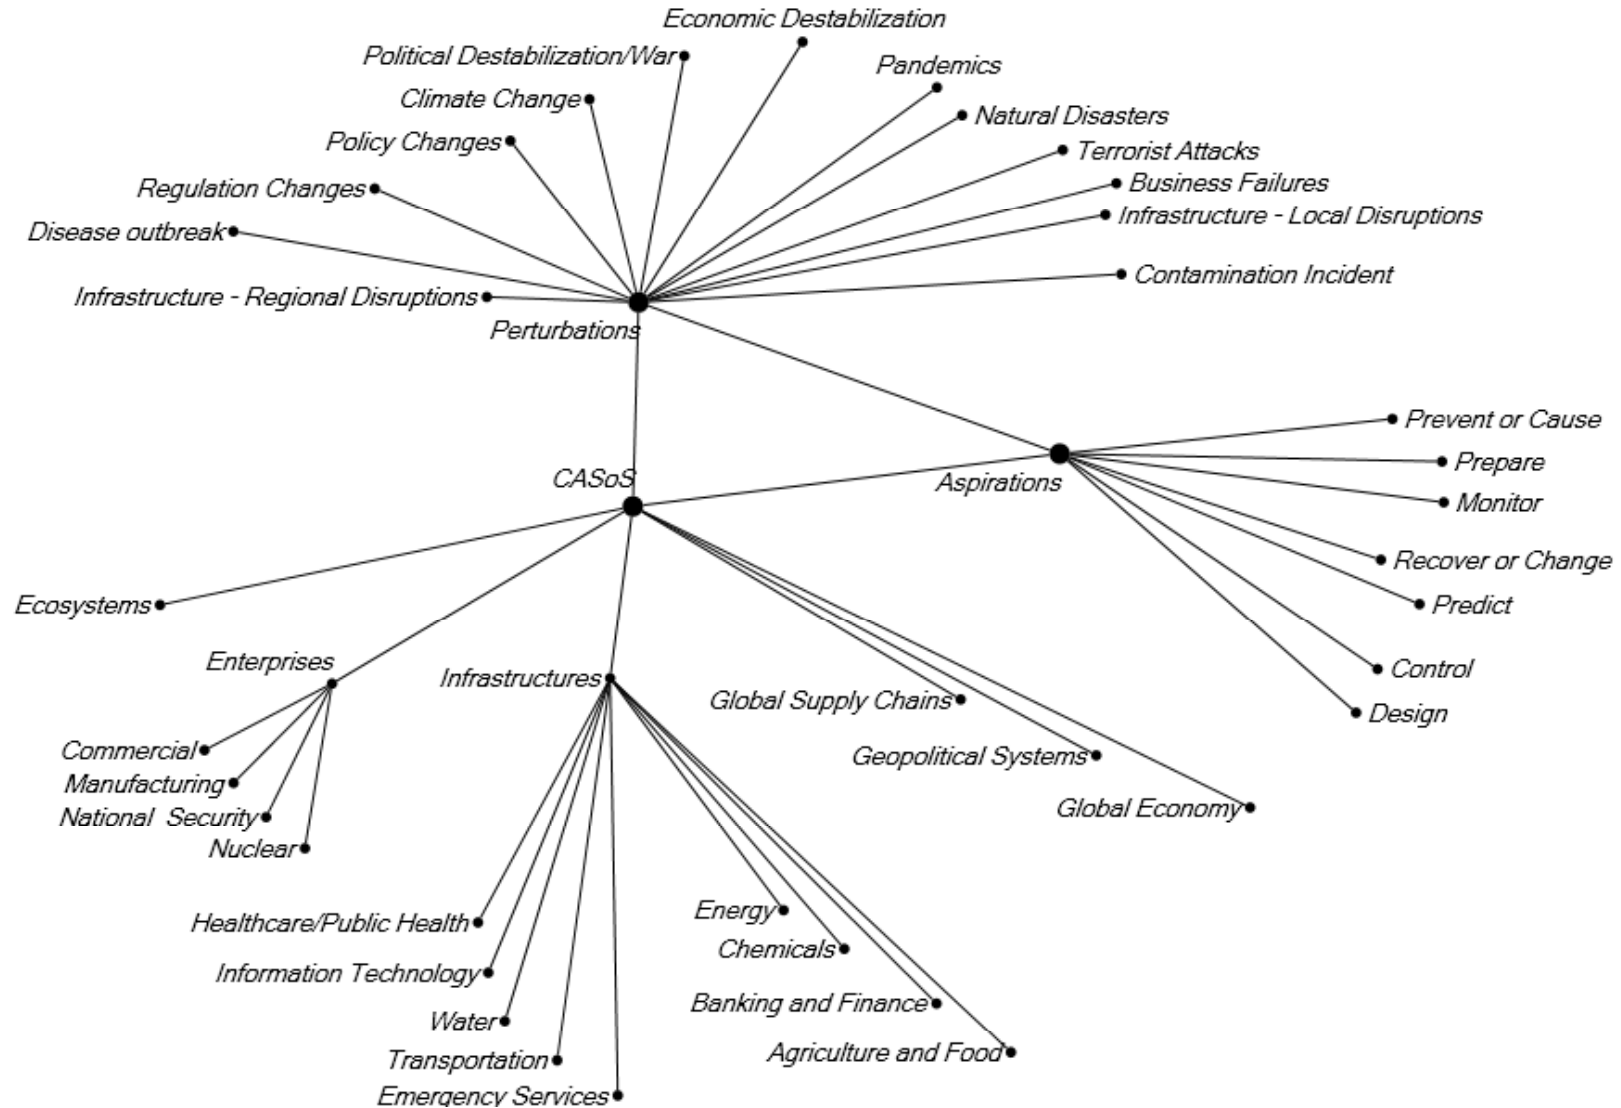 Economic Destabilization
Political Destabilization/War
Pandemics
Climate Change
Natural Disasters
Policy Changes
Terrorist Attacks
Business Failures
Regulation Changes
Infrastructure - Local Disruptions
Disease outbreak
Contamination Incident
Infrastructure - Regional Disruptions
Perturbations
Prevent or Cause
Prepare
CASoS
Aspirations
Monitor
Recover or Change
Ecosystems
Predict
Enterprises
Control
Infrastructures
Global Supply Chains
Design
Commercial
Geopolitical Systems
Manufacturing
Global Economy
National Security
Nuclear
Energy
Healthcare/Public Health
Chemicals
Information Technology
Banking and Finance
Water
Agriculture and Food
Transportation
Emergency Services